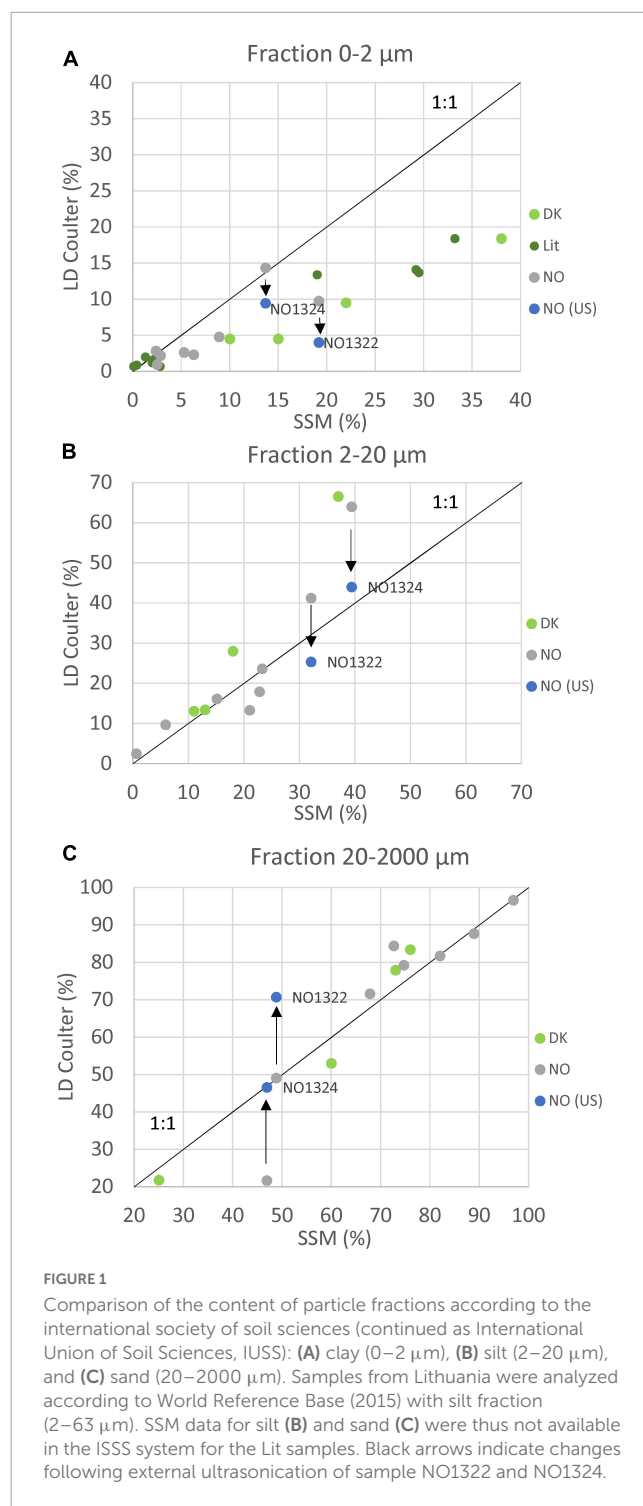 A
Fraction 0-2 µm
40
35
30
25
20
15
10
5
0
LD Coulter (%)
1:1
NO1324
NO1322
DK
Lit
NO
NO (US)
0 5 10 15 20 25 30 35 40
SSM (%)
B
Fraction 2-20 µm
70
60
50
40
30
20
10
0
LD Coulter (%)
1:1
NO1324
NO1322
DK
NO
NO (US)
0 10 20 30 40 50 60 70
SSM (%)
C
Fraction 20-2000 µm
100
90
80
70
60
50
40
30
20
LD Coulter (%)
NO1322
NO1324
1:1
DK
NO
NO (US)
20 30 40 50 60 70 80 90 100
SSM (%)
FIGURE 1
Comparison of the content of particle fractions according to the
international society of soil sciences (continued as International
Union of Soil Sciences, IUSS): (A) clay (0–2 µm), (B) silt (2–20 µm),
and (C) sand (20–2000 µm). Samples from Lithuania were analyzed
according to World Reference Base (2015) with silt fraction
(2–63 µm). SSM data for silt (B) and sand (C) were thus not available
in the ISSS system for the Lit samples. Black arrows indicate changes
following external ultrasonication of sample NO1322 and NO1324.